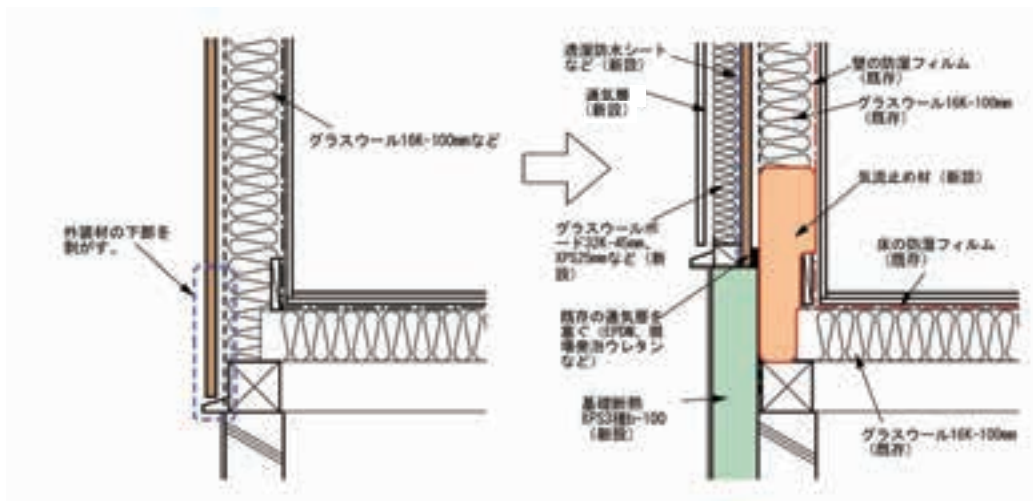 グラスウール16K-100mmなど
外装材の下部を
剥がす。
透湿防水シート
など（新設）
通気層
（新設）
グラスウールボ
ード32K-45mm、
XPS25mmなど（新
設）
既存の通気層を
塞ぐ（EPDM、現
場発泡ウレタン
など）
基礎断熱
XPS3種b-100
（新設）
壁の防湿フィルム
（既存）
グラスウール16K-100mm
（既存）
気流止め材（新設）
床の防湿フィルム
（既存）
グラスウール16K-100mm
（既存）